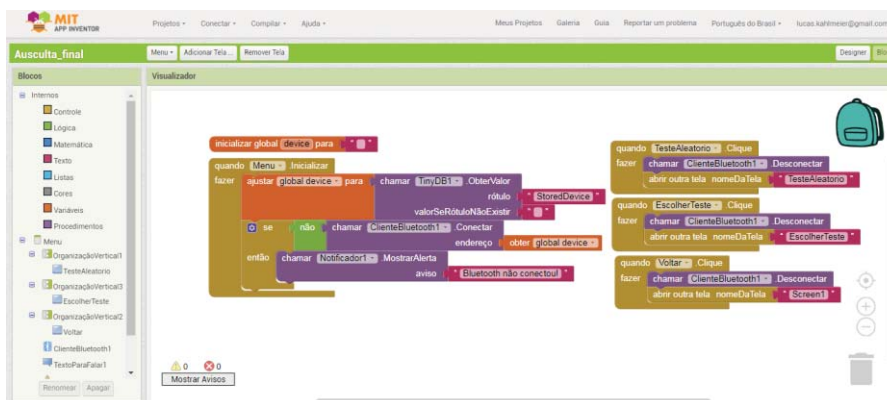 MIT
APP INVENTOR
Projetos
Conectar
Compilar
Ajuda
Meus Projetos
Galeria
Guia
Reportar um problema
Português do Brasil
lucas.kahlmeier@gmail.com
Ausculta_final
Menu
Adicionar Tela...
Remover Tela
Designer
Blo
Blocos
Visualizador
Internos
Controle
Lógica
Matemática
Texto
Listas
Cores
Variáveis
Procedimentos
Menu
OrganizaçãoVertical1
TesteAleatorio
OrganizaçãoVertical3
EscolherTeste
OrganizaçãoVertical2
Voltar
ClienteBluetooth1
TextoParaFalar1
Renomear
Apagar
inicializar global device para " "
quando Menu .Inicializar
fazer ajustar global device para chamar TinyDB1 .ObterValor
rótulo " StoredDevice "
valorSeRótuloNãoExistir " "
se não chamar ClienteBluetooth1 .Conectar
endereço obter global device
então chamar Notificador1 .MostrarAlerta
aviso " Bluetooth não conectou! "
quando TesteAleatorio .Clique
fazer chamar ClienteBluetooth1 .Desconectar
abrir outra tela nomeDaTela " TesteAleatorio "
quando EscolherTeste .Clique
fazer chamar ClienteBluetooth1 .Desconectar
abrir outra tela nomeDaTela " EscolherTeste "
quando Voltar .Clique
fazer chamar ClienteBluetooth1 .Desconectar
abrir outra tela nomeDaTela " Screen1 "
0 0
Mostrar Avisos